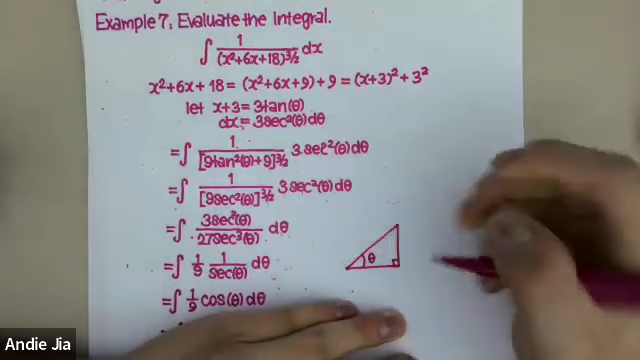 Example 7: Evaluate the Integral.
∫ 1/(x²+6x+18)^3/2 dx
x²+6x+18 = (x²+6x+9)+9 = (x+3)²+3²
let x+3=3tan(θ)
dx=3sec²(θ)dθ
=∫ 1/[9tan²(θ)+9]^3/2 3sec²(θ)dθ
=∫ 1/[9sec²(θ)]^3/2 3sec²(θ)dθ
=∫ 3sec²(θ)/27sec³(θ) dθ
=∫ 1/9 1/sec(θ) dθ
θ
=∫ 1/9 cos(θ)dθ
Andie Jia